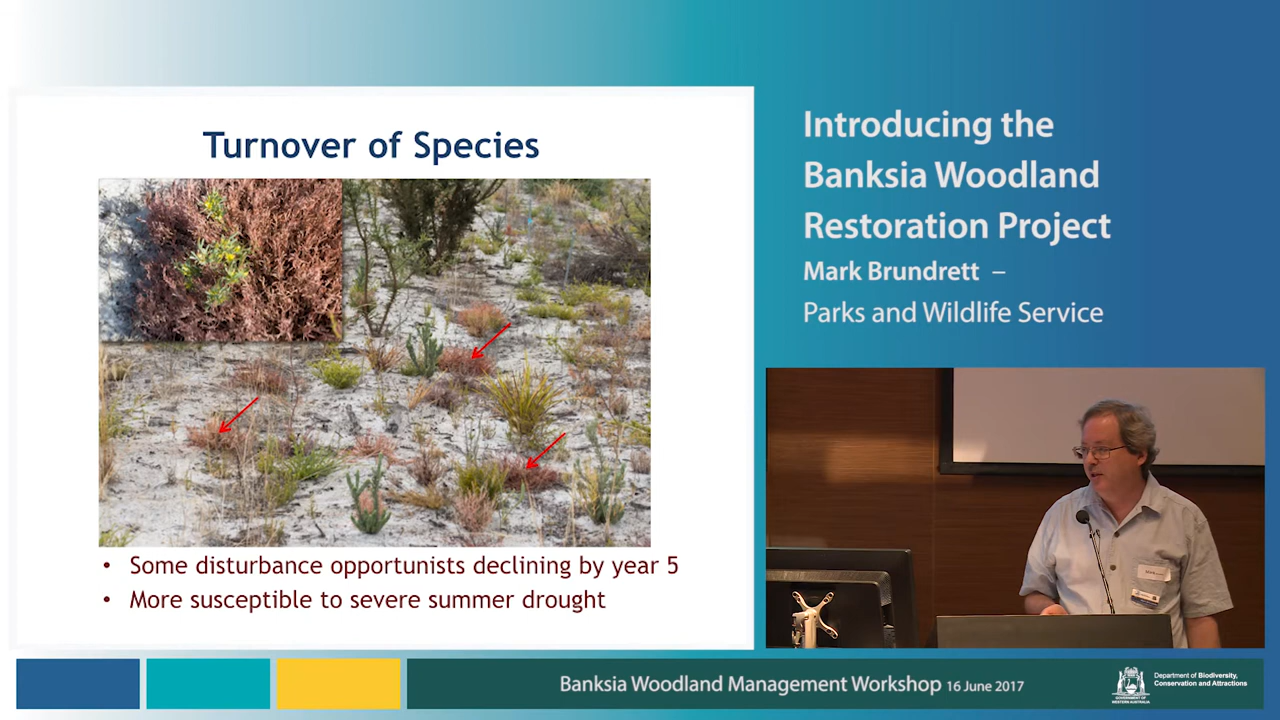 Turnover of Species
• Some disturbance opportunists declining by year 5
• More susceptible to severe summer drought
Introducing the
Banksia Woodland
Restoration Project
Mark Brundrett –
Parks and Wildlife Service
Banksia Woodland Management Workshop 16 June 2017
GOVERNMENT OF
WESTERN AUSTRALIA
Department of Biodiversity,
Conservation and Attractions